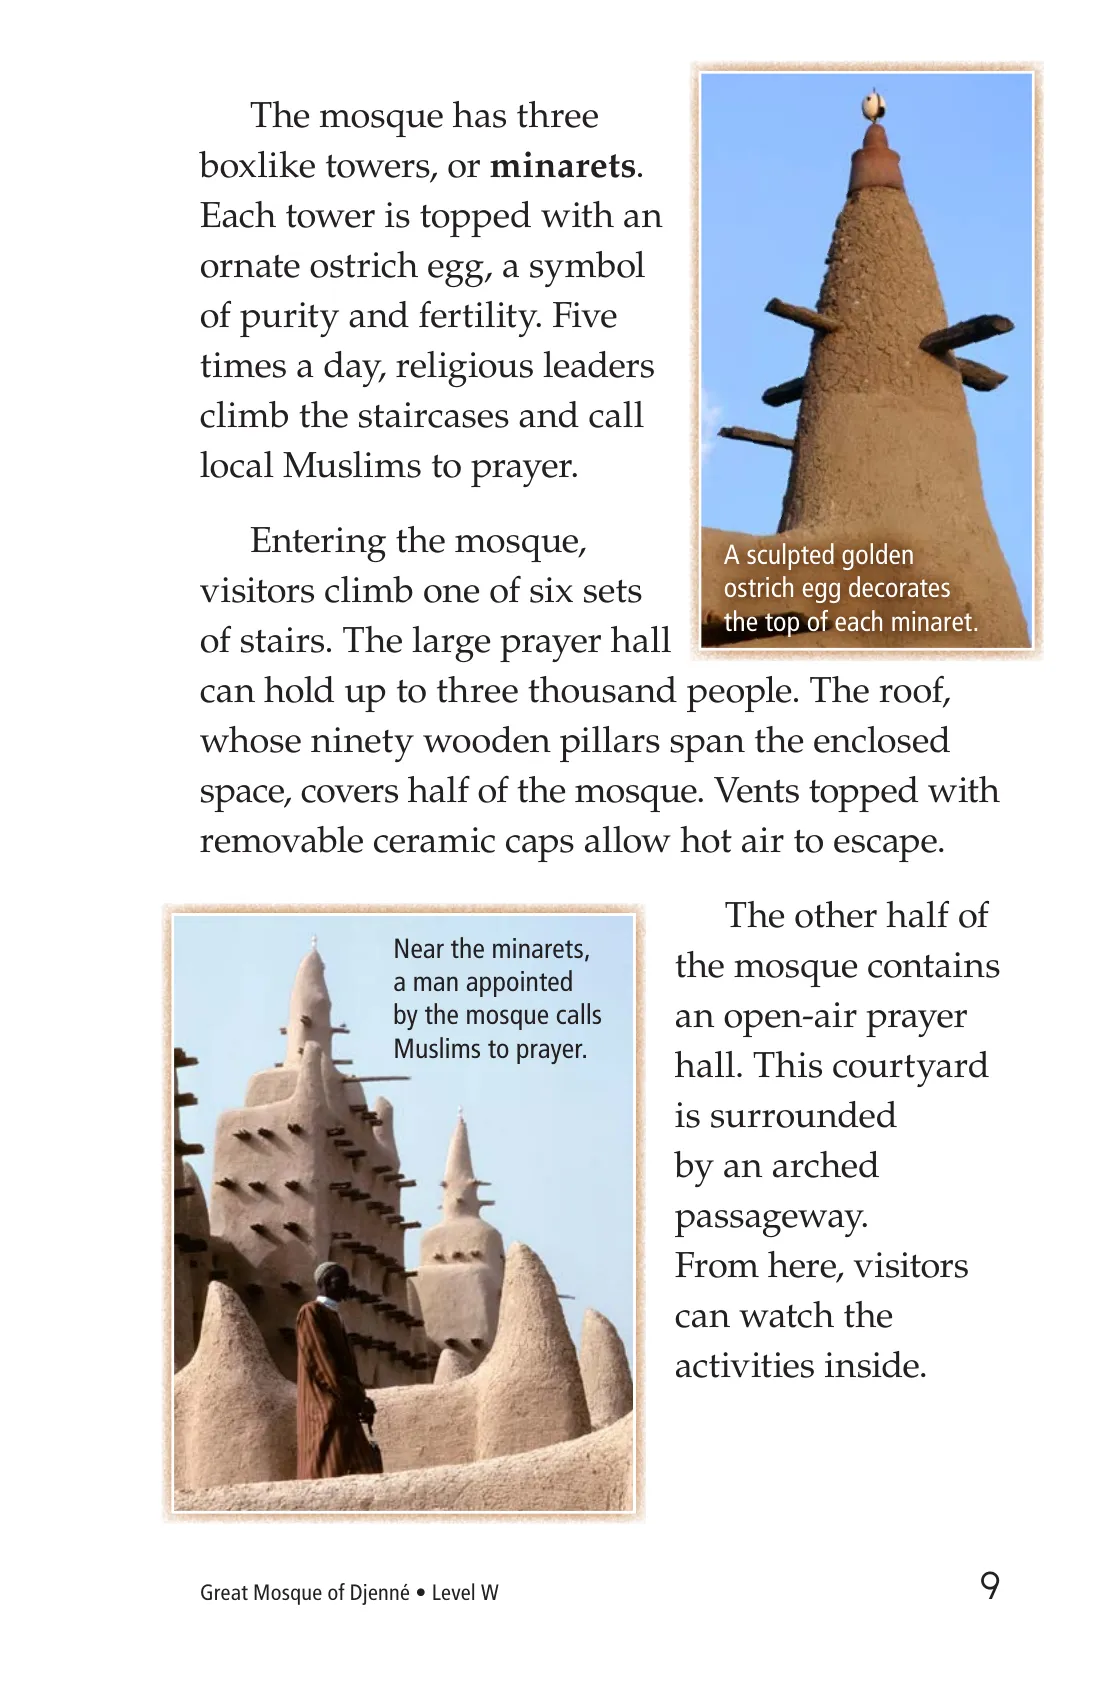 The mosque has three
boxlike towers, or minarets.
Each tower is topped with an
ornate ostrich egg, a symbol
of purity and fertility. Five
times a day, religious leaders
climb the staircases and call
local Muslims to prayer.
A sculpted golden
ostrich egg decorates
the top of each minaret.
Entering the mosque,
visitors climb one of six sets
of stairs. The large prayer hall
can hold up to three thousand people. The roof,
whose ninety wooden pillars span the enclosed
space, covers half of the mosque. Vents topped with
removable ceramic caps allow hot air to escape.
Near the minarets,
a man appointed
by the mosque calls
Muslims to prayer.
The other half of
the mosque contains
an open-air prayer
hall. This courtyard
is surrounded
by an arched
passageway.
From here, visitors
can watch the
activities inside.
Great Mosque of Djenné • Level W
9